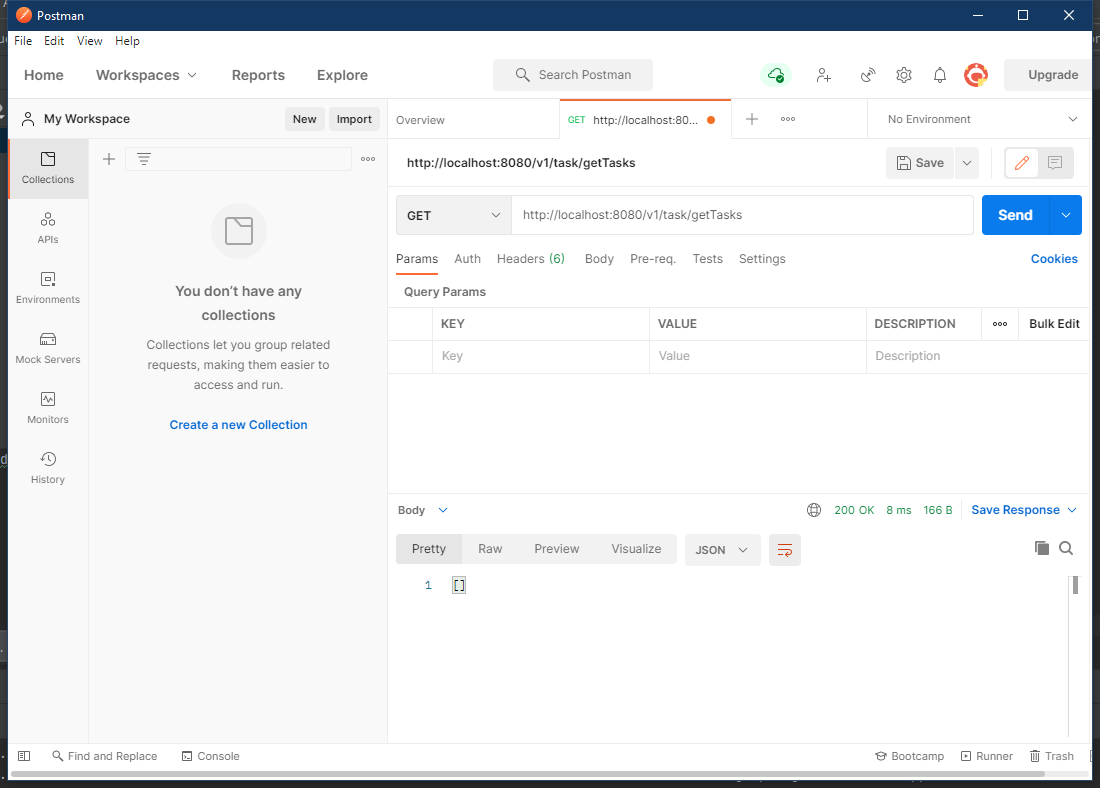 Postman
File Edit View Help
Home Workspaces Reports Explore Search Postman Upgrade
My Workspace New Import
Overview GET http://localhost:80... No Environment
http://localhost:8080/v1/task/getTasks Save
GET http://localhost:8080/v1/task/getTasks Send
Params Auth Headers (6) Body Pre-req. Tests Settings Cookies
Query Params
KEY VALUE DESCRIPTION Bulk Edit
Key Value Description
Collections
APIs
Environments
Mock Servers
Monitors
History
You don’t have any
collections
Collections let you group related
requests, making them easier to
access and run.
Create a new Collection
Body 200 OK 8 ms 166 B Save Response
Pretty Raw Preview Visualize JSON
1 []
Find and Replace Console Bootcamp Runner Trash